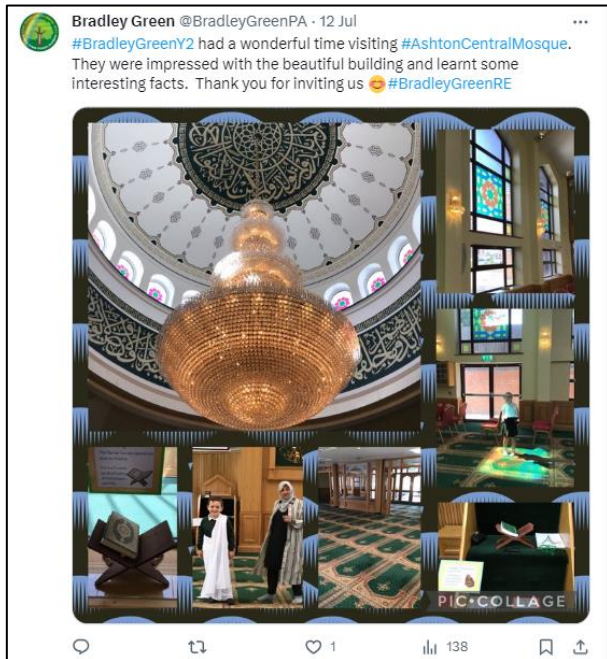 Bradley Green @BradleyGreenPA · 12 Jul
#BradleyGreenY2 had a wonderful time visiting #AshtonCentralMosque.
They were impressed with the beautiful building and learnt some
interesting facts. Thank you for inviting us 😊 #BradleyGreenRE
PIC•COLLAGE
1
138